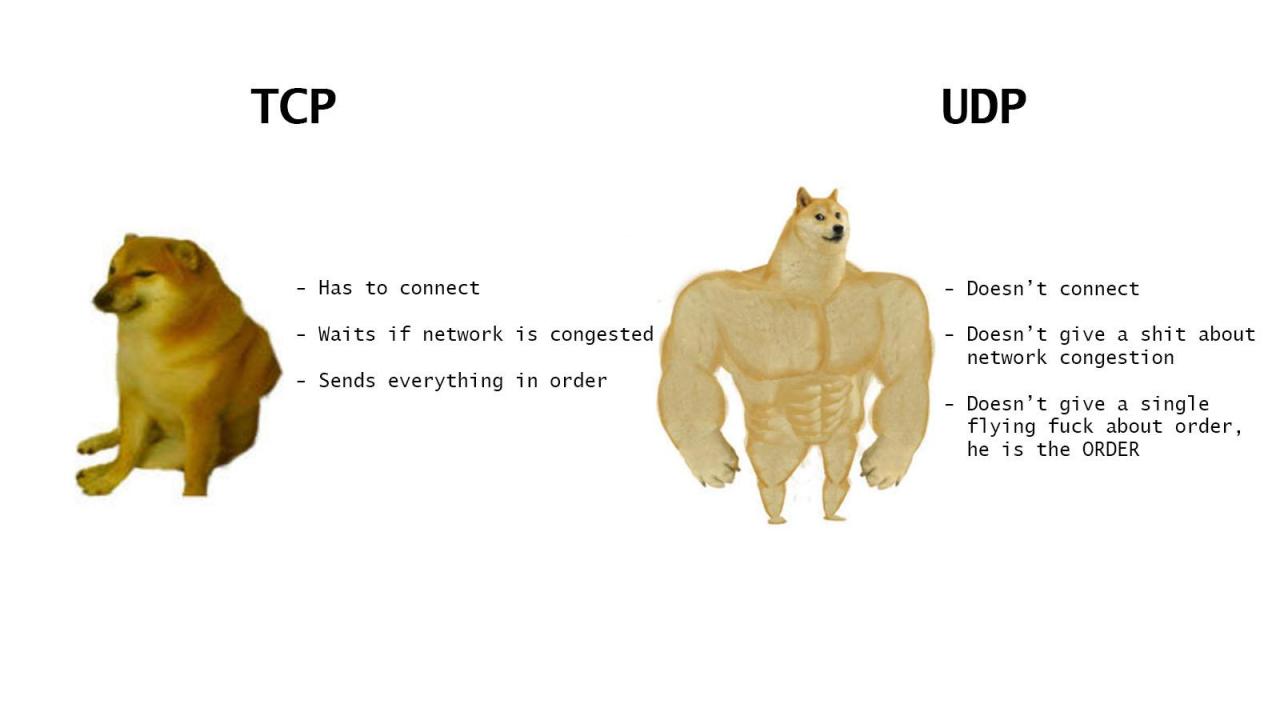 TCP
UDP
- Has to connect
- Waits if network is congested
- Sends everything in order
- Doesn’t connect
- Doesn’t give a shit about
network congestion
- Doesn’t give a single
flying fuck about order,
he is the ORDER